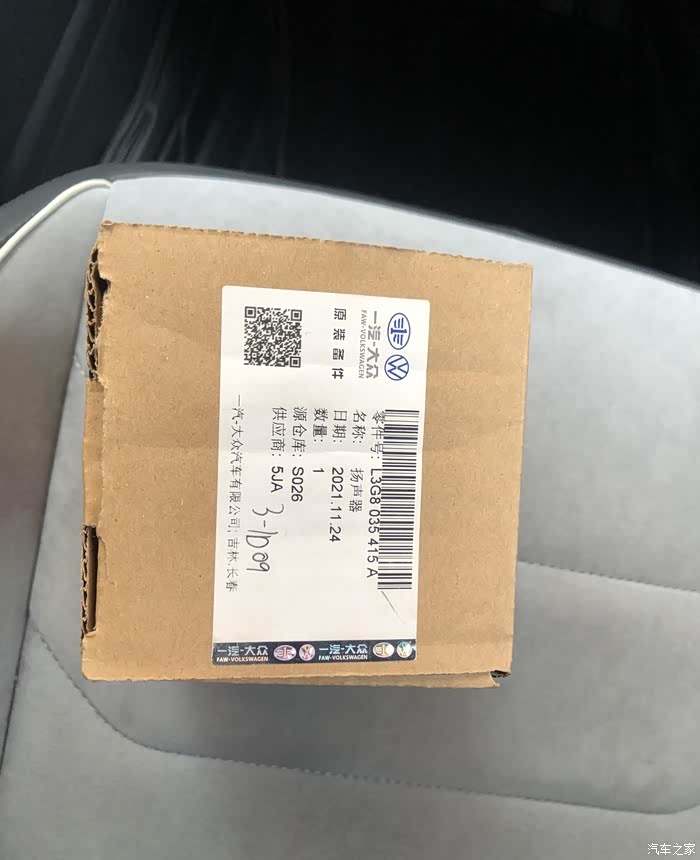 一汽-大众
FAW-VOLKSWAGEN
原装备件
零件号: L3G8 035 415 A
名称: 扬声器
日期: 2021.11.24
数量: 1
源仓库: S026
供应商: 5JA
3-1D09
一汽-大众汽车有限公司; 吉林.长春
一汽-大众
FAW-VOLKSWAGEN
一汽-大众
FAW-VOLKSWAGEN
汽车之家